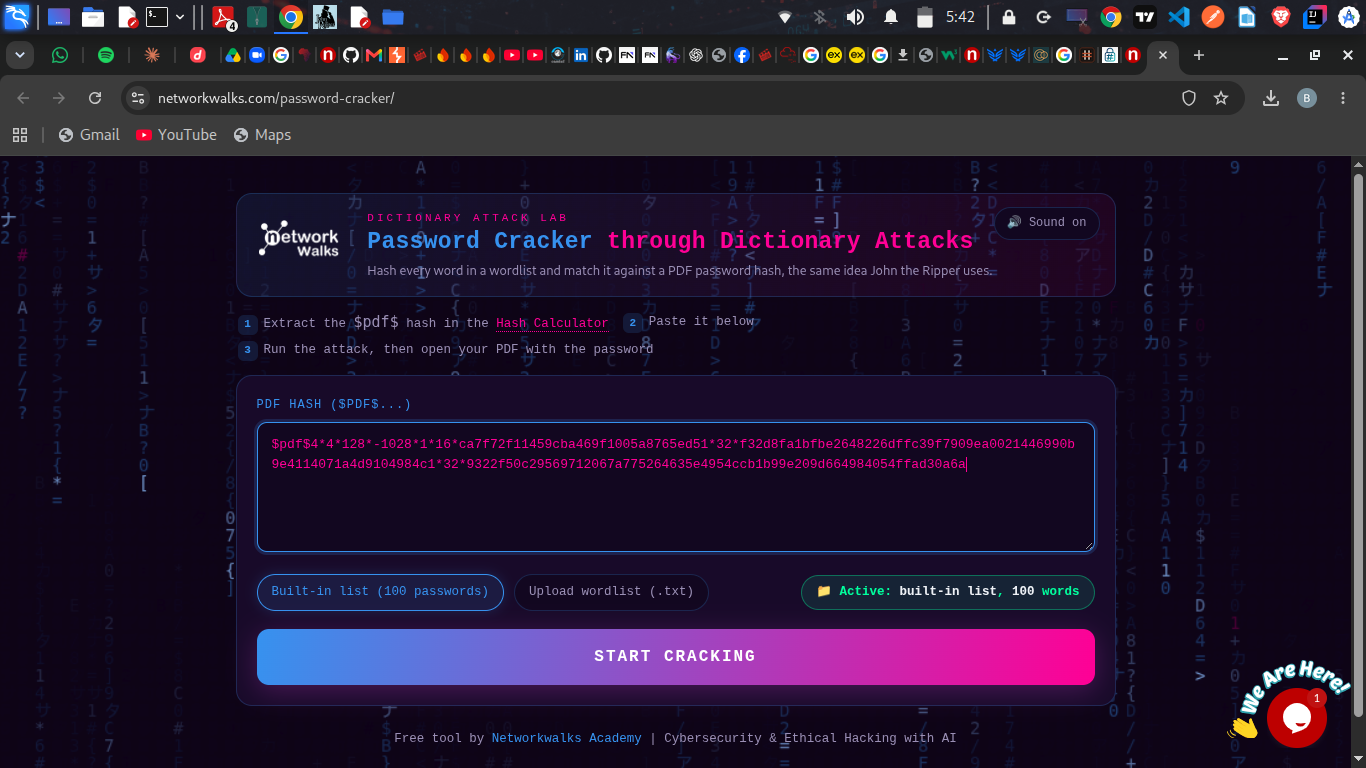 5:42
4
networkwalks.com/password-cracker/
B
Gmail
YouTube
Maps
network
Walks
DICTIONARY ATTACK LAB
Password Cracker through Dictionary Attacks
Hash every word in a wordlist and match it against a PDF password hash, the same idea John the Ripper uses.
Sound on
1 Extract the $pdf$ hash in the Hash Calculator 2 Paste it below
3 Run the attack, then open your PDF with the password
PDF HASH ($PDF$...)
$pdf$4*4*128*-1028*1*16*ca7f72f11459cba469f1005a8765ed51*32*f32d8fa1bfbe2648226dffc39f7909ea0021446990b
9e4114071a4d9104984c1*32*9322f50c29569712067a775264635e4954ccb1b99e209d664984054ffad30a6a
Built-in list (100 passwords)
Upload wordlist (.txt)
Active: built-in list, 100 words
START CRACKING
We Are Here!
1
Free tool by Networkwalks Academy | Cybersecurity & Ethical Hacking with AI